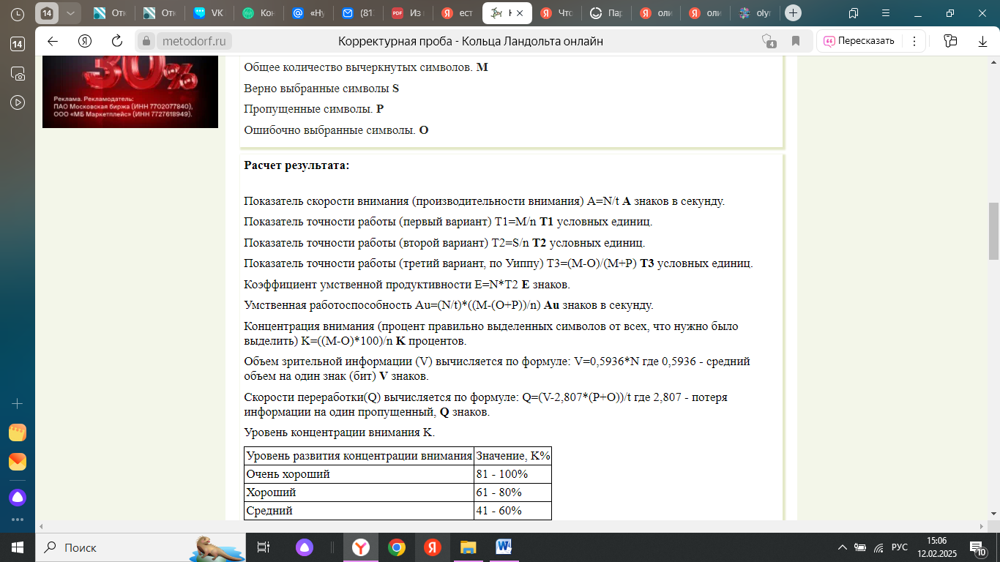 14
Отк
Отк
VK
Кон
«Ну
(81
PDF
Из
Я
ест
Н
Я
Что
Пар
Я
оли
Я
оли
olyr
14
metodorf.ru
Корректурная проба - Кольца Ландольта онлайн
4
Пересказать
30%
Реклама. Рекламодатель:
ПАО Московская биржа (ИНН 7702077840),
ООО «МБ Маркетплейс» (ИНН 7727618949).
Общее количество вычеркнутых символов. M
Верно выбранные символы S
Пропущенные символы. P
Ошибочно выбранные символы. O
Расчет результата:
Показатель скорости внимания (производительности внимания) A=N/t A знаков в секунду.
Показатель точности работы (первый вариант) T1=M/n T1 условных единиц.
Показатель точности работы (второй вариант) T2=S/n T2 условных единиц.
Показатель точности работы (третий вариант, по Уиппу) T3=(M-O)/(M+P) T3 условных единиц.
Коэффициент умственной продуктивности E=N*T2 E знаков.
Умственная работоспособность Au=(N/t)*((M-(O+P))/n) Au знаков в секунду.
Концентрация внимания (процент правильно выделенных символов от всех, что нужно было
выделить) K=((M-O)*100)/n K процентов.
Объем зрительной информации (V) вычисляется по формуле: V=0,5936*N где 0,5936 - средний
объем на один знак (бит) V знаков.
Скорости переработки(Q) вычисляется по формуле: Q=(V-2,807*(P+O))/t где 2,807 - потеря
информации на один пропущенный, Q знаков.
Уровень концентрации внимания K.
Уровень развития концентрации внимания Значение, K%
Очень хороший 81 - 100%
Хороший 61 - 80%
Средний 41 - 60%
Поиск
РУС
15:06
12.02.2025
10